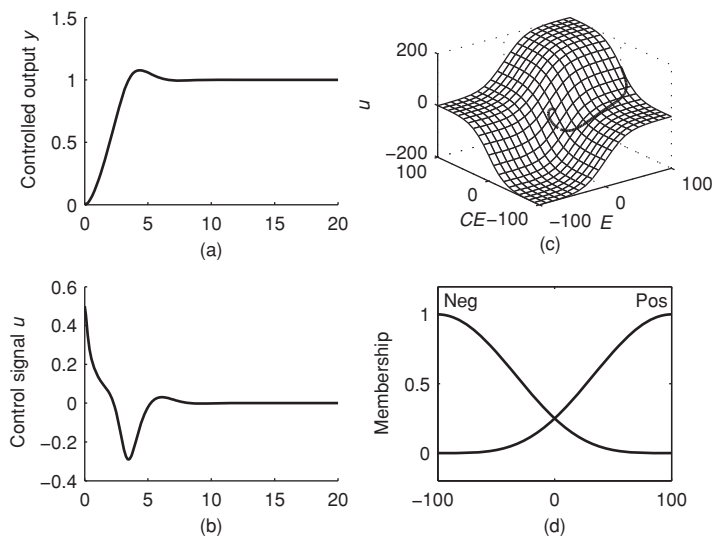 1.5
1
0.5
0
0 5 10 15 20
Controlled output y
(a)
200
0
−200
u
100
0
CE−100
−100
0
100
E
(c)
0.6
0.4
0.2
0
−0.2
−0.4
0 5 10 15 20
Control signal u
(b)
Neg
Pos
1
0.5
0
-100 0 100
Membership
(d)